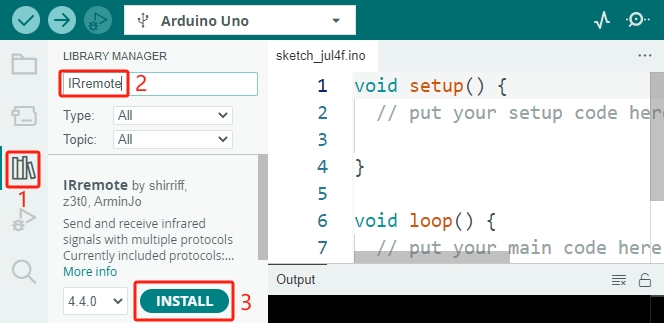 Arduino Uno
LIBRARY MANAGER
IRremote 2
Type: All
Topic: All
1
IRremote by shirriff,
z3t0, ArminJo
Send and receive infrared
signals with multiple protocols
Currently included protocols:...
More info
4.4.0 INSTALL 3
sketch_jul4f.ino ...
1 void setup() {
2 // put your setup code here
3
4 }
5
6 void loop() {
7 // put your main code here
Output